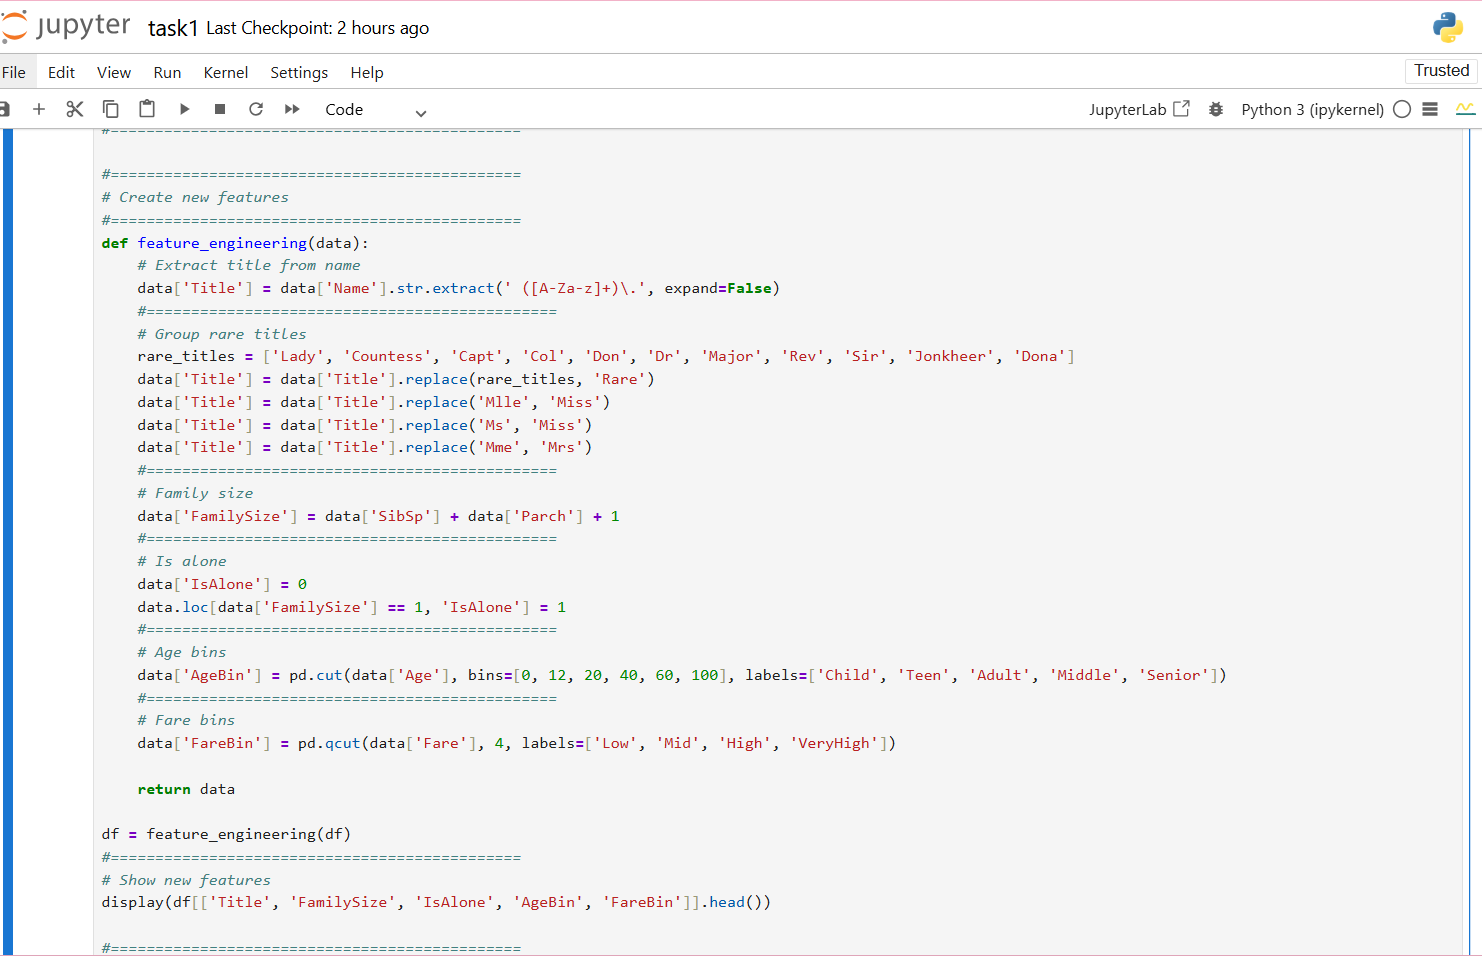 jupyter task1 Last Checkpoint: 2 hours ago
File Edit View Run Kernel Settings Help Trusted
Code JupyterLab Python 3 (ipykernel)
#==============================================
#==============================================
# Create new features
#==============================================
def feature_engineering(data):
    # Extract title from name
    data['Title'] = data['Name'].str.extract(' ([A-Za-z]+)\.', expand=False)
    #==============================================
    # Group rare titles
    rare_titles = ['Lady', 'Countess', 'Capt', 'Col', 'Don', 'Dr', 'Major', 'Rev', 'Sir', 'Jonkheer', 'Dona']
    data['Title'] = data['Title'].replace(rare_titles, 'Rare')
    data['Title'] = data['Title'].replace('Mlle', 'Miss')
    data['Title'] = data['Title'].replace('Ms', 'Miss')
    data['Title'] = data['Title'].replace('Mme', 'Mrs')
    #==============================================
    # Family size
    data['FamilySize'] = data['SibSp'] + data['Parch'] + 1
    #==============================================
    # Is alone
    data['IsAlone'] = 0
    data.loc[data['FamilySize'] == 1, 'IsAlone'] = 1
    #==============================================
    # Age bins
    data['AgeBin'] = pd.cut(data['Age'], bins=[0, 12, 20, 40, 60, 100], labels=['Child', 'Teen', 'Adult', 'Middle', 'Senior'])
    #==============================================
    # Fare bins
    data['FareBin'] = pd.qcut(data['Fare'], 4, labels=['Low', 'Mid', 'High', 'VeryHigh'])
    return data
df = feature_engineering(df)
#==============================================
# Show new features
display(df[['Title', 'FamilySize', 'IsAlone', 'AgeBin', 'FareBin']].head())
#==============================================